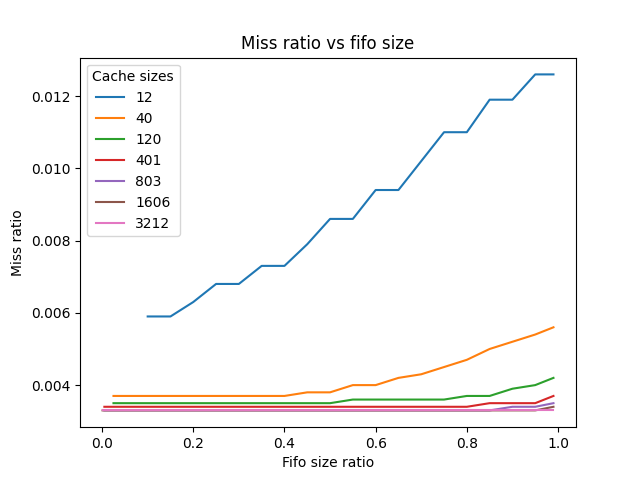 Miss ratio vs fifo size
Cache sizes
12
40
120
401
803
1606
3212
0.012
0.010
0.008
0.006
0.004
Miss ratio
0.0 0.2 0.4 0.6 0.8 1.0
Fifo size ratio